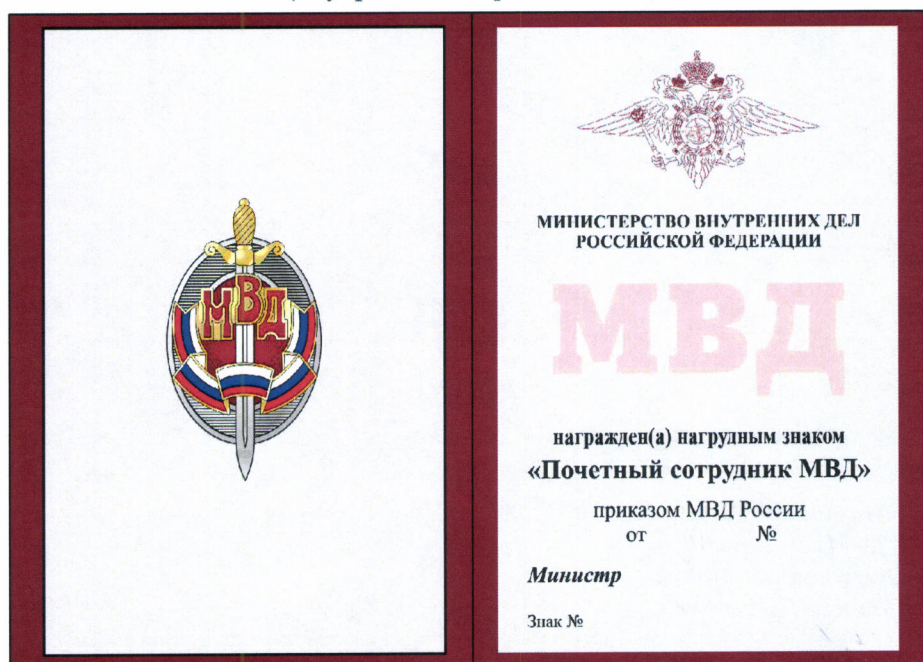 МВД
МИНИСТЕРСТВО ВНУТРЕННИХ ДЕЛ
РОССИЙСКОЙ ФЕДЕРАЦИИ
МВД
награжден(а) нагрудным знаком
«Почетный сотрудник МВД»
приказом МВД России
от №
Министр
Знак №